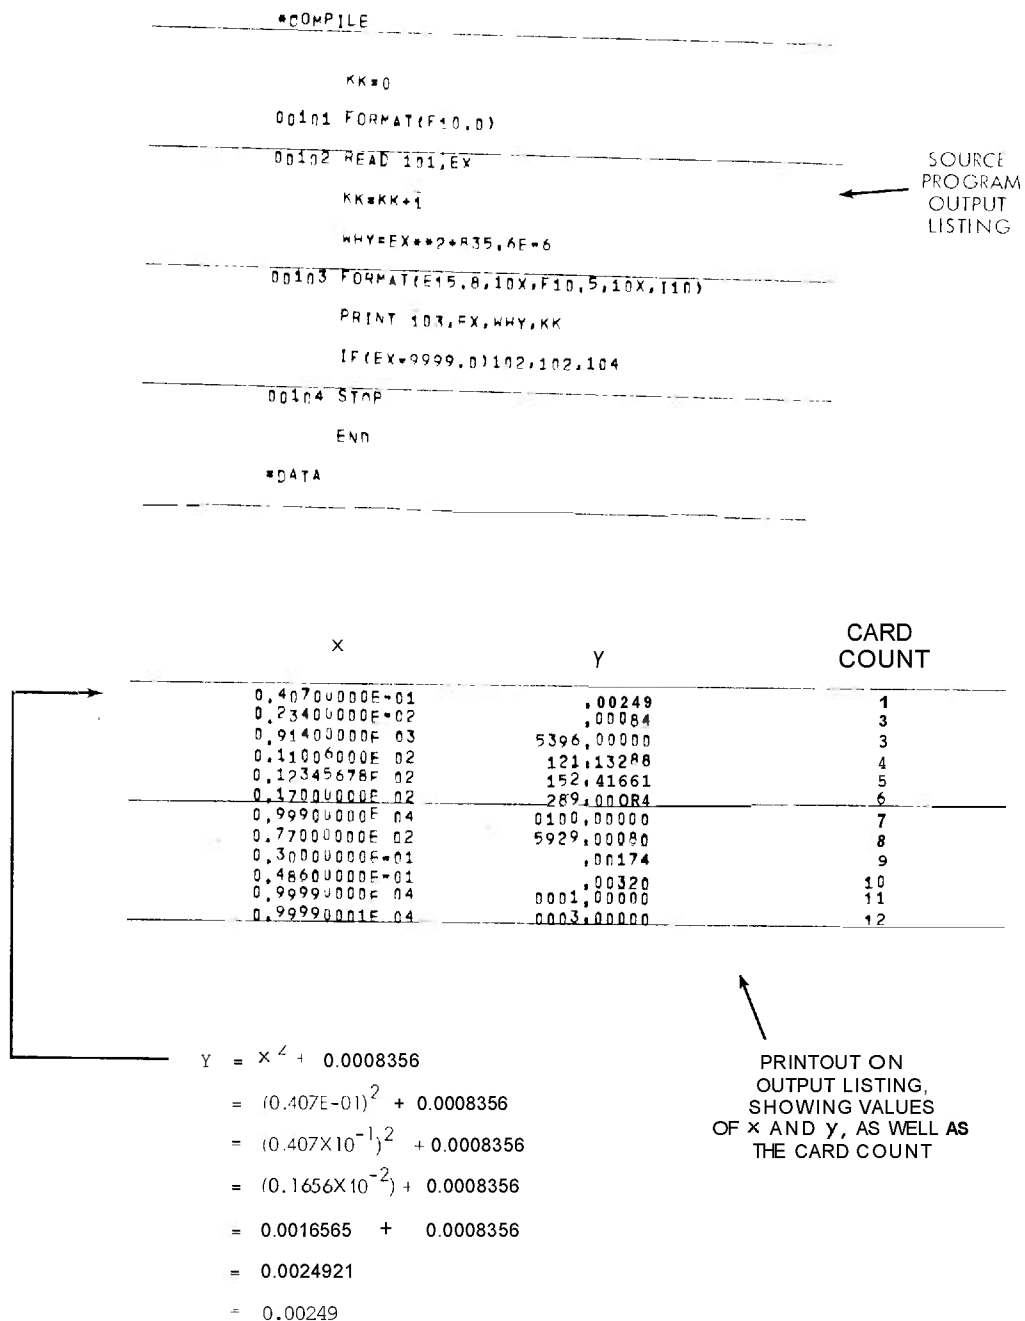 *COMPILE
KK=0
00101 FORMAT(F10.0)
00102 READ 101,EX
KK=KK+1
WHY=EX**2+835.6E-6
00103 FORMAT(E15.8,10X,F10.5,10X,I10)
PRINT 103,EX,WHY,KK
IF(EX-9999.0)102,102,104
00104 STOP
END
*DATA
SOURCE
PROGRAM
OUTPUT
LISTING
X Y CARD COUNT
0.40700000E-01 .00249 1
0.23400000E-02 .00084 3
0.91400000E 03 5396.00000 3
0.11006000E 02 121.13288 4
0.12345678E 02 152.41661 5
0.17000000E 02 289.000R4 6
0.99900000E 04 0100.00000 7
0.77000000E 02 5929.00080 8
0.30000000E-01 .00174 9
0.48600000E-01 .00320 10
0.99990000E 04 0001.00000 11
0.99990001E 04 0003.00000 12
Y = X² + 0.0008356
= (0.407E-01)² + 0.0008356
= (0.407X10⁻¹)² + 0.0008356
= (0.1656X10⁻²) + 0.0008356
= 0.0016565 + 0.0008356
= 0.0024921
= 0.00249
PRINTOUT ON
OUTPUT LISTING,
SHOWING VALUES
OF X AND y, AS WELL AS
THE CARD COUNT